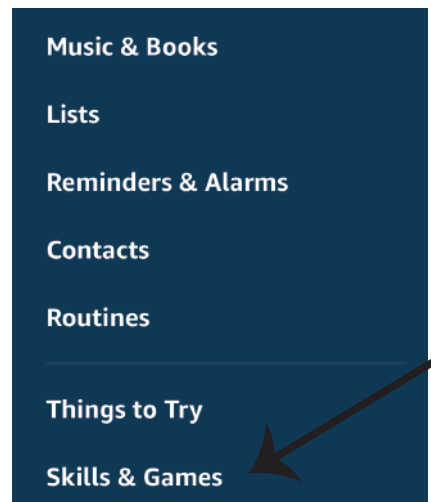 Music & Books
Lists
Reminders & Alarms
Contacts
Routines
Things to Try
Skills & Games